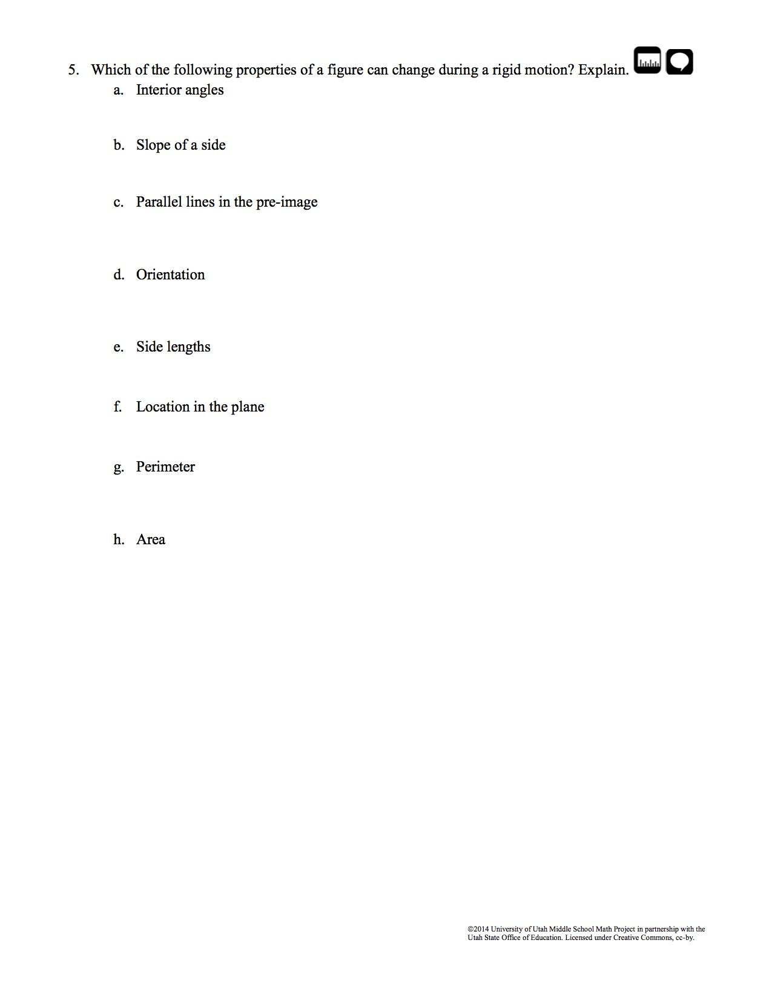 5. Which of the following properties of a figure can change during a rigid motion? Explain.
a. Interior angles
b. Slope of a side
c. Parallel lines in the pre-image
d. Orientation
e. Side lengths
f. Location in the plane
g. Perimeter
h. Area
©2014 University of Utah Middle School Math Project in partnership with the
Utah State Office of Education. Licensed under Creative Commons, cc-by.